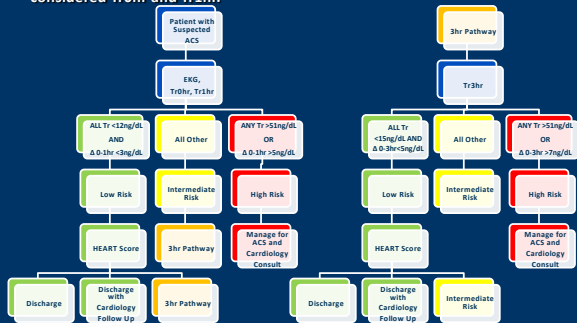 considered Tr0hr and Tr1hr.
Patient with
Suspected
ACS
EKG,
Tr0hr, Tr1hr
ALL Tr <12ng/dL
AND
Δ 0-1hr <3ng/dL
All Other
ANY Tr >51ng/dL
OR
Δ 0-1hr >5ng/dL
Low Risk
Intermediate
Risk
High Risk
HEART Score
3hr Pathway
Manage for
ACS and
Carrdiology
Consult
Discharge
Discharge
with
Cardiology
Follow Up
3hr Pathway
3hr Pathway
Tr3hr
ALL Tr
<15ng/dL AND
Δ 0-3hr<5ng/dL
All Other
ANY Tr >51ng/dL
OR
Δ 0-3hr >7ng/dL
Low Risk
Intermediate
Risk
High Risk
HEART Score
Manage for
ACS and
Cardiology
Consult
Discharge
Discharge
with
Cardiology
Follow Up
Intermediate
Risk